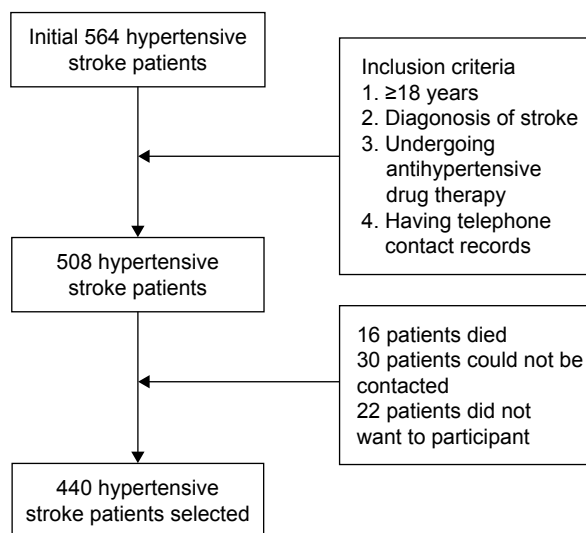 Initial 564 hypertensive
stroke patients
Inclusion criteria
1. ≥18 years
2. Diagonosis of stroke
3. Undergoing
antihypertensive
drug therapy
4. Having telephone
contact records
508 hypertensive
stroke patients
16 patients died
30 patients could not be
contacted
22 patients did not
want to participant
440 hypertensive
stroke patients selected